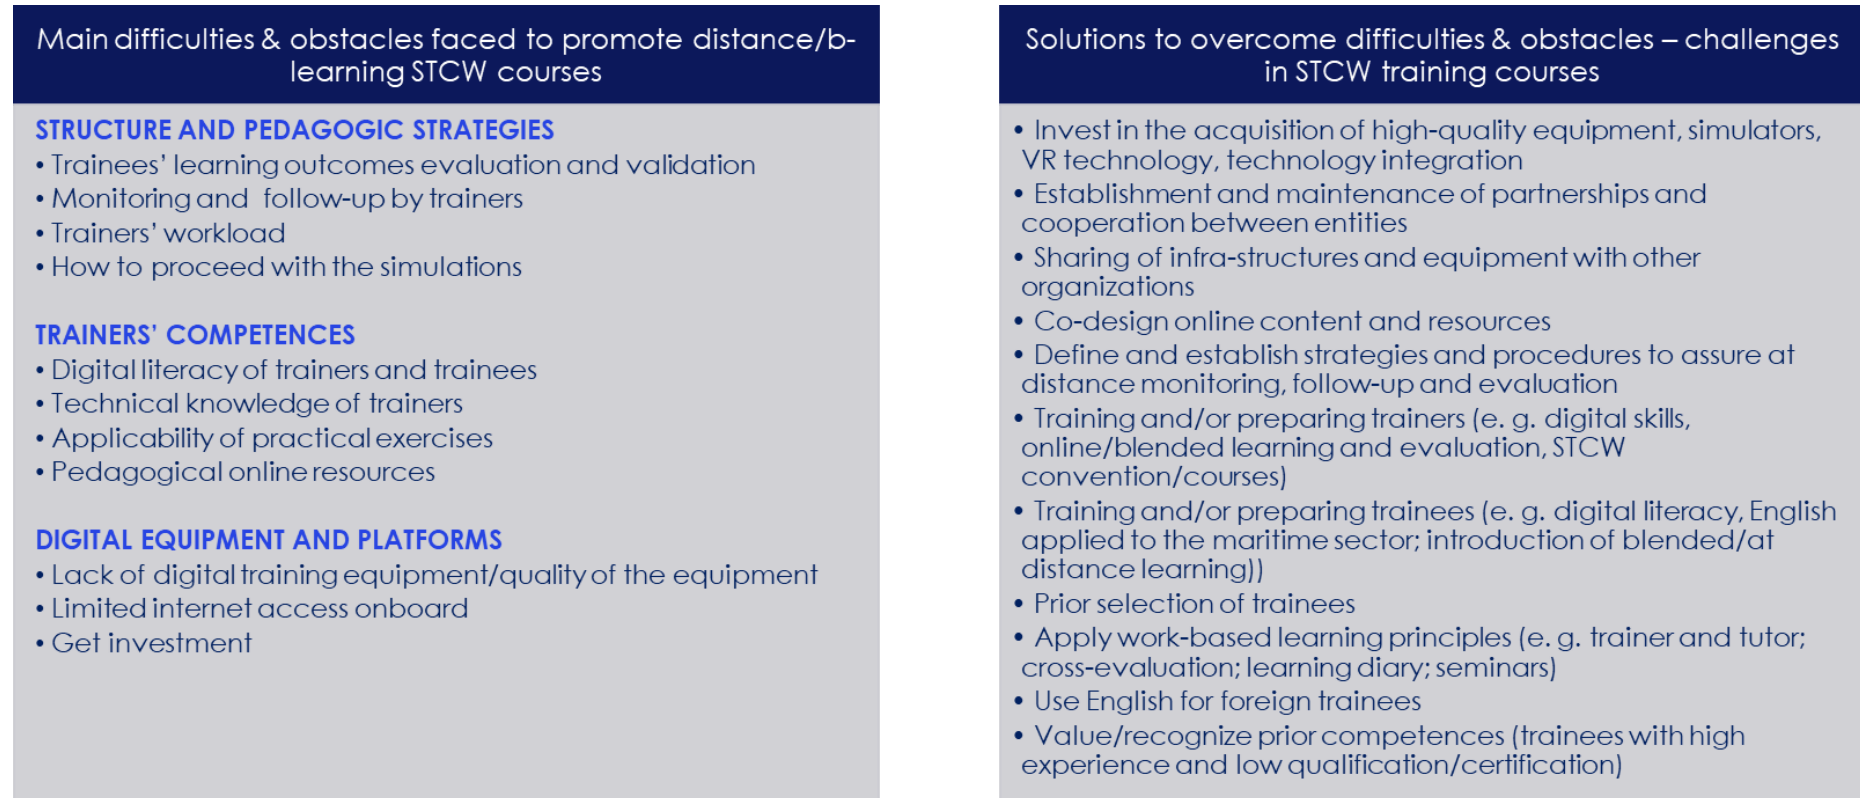 Main difficulties & obstacles faced to promote distance/b-
learning STCW courses
STRUCTURE AND PEDAGOGIC STRATEGIES
• Trainees' learning outcomes evaluation and validation
• Monitoring and follow-up by trainers
• Trainers' workload
• How to proceed with the simulations
TRAINERS' COMPETENCES
• Digital literacy of trainers and trainees
• Technical knowledge of trainers
• Applicability of practical exercises
• Pedagogical online resources
DIGITAL EQUIPMENT AND PLATFORMS
• Lack of digital training equipment/quality of the equipment
• Limited internet access onboard
• Get investment
Solutions to overcome difficulties & obstacles – challenges
in STCW training courses
• Invest in the acquisition of high-quality equipment, simulators,
VR technology, technology integration
• Establishment and maintenance of partnerships and
cooperation between entities
• Sharing of infra-structures and equipment with other
organizations
• Co-design online content and resources
• Define and establish strategies and procedures to assure at
distance monitoring, follow-up and evaluation
• Training and/or preparing trainers (e. g. digital skills,
online/blended learning and evaluation, STCW
convention/courses)
• Training and/or preparing trainees (e. g. digital literacy, English
applied to the maritime sector; introduction of blended/at
distance learning))
• Prior selection of trainees
• Apply work-based learning principles (e. g. trainer and tutor;
cross-evaluation; learning diary; seminars)
• Use English for foreign trainees
• Value/recognize prior competences (trainees with high
experience and low qualification/certification)